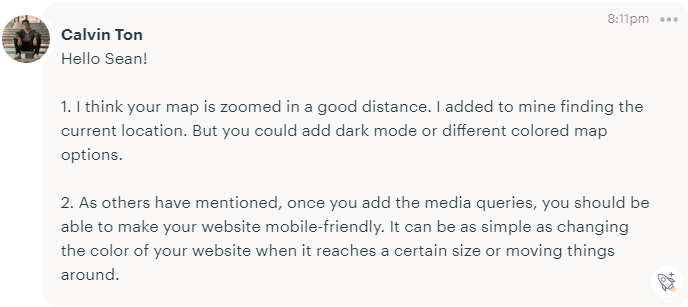 8:11pm
Calvin Ton
Hello Sean!
1. I think your map is zoomed in a good distance. I added to mine finding the
current location. But you could add dark mode or different colored map
options.
2. As others have mentioned, once you add the media queries, you should be
able to make your website mobile-friendly. It can be as simple as changing
the color of your website when it reaches a certain size or moving things
around.